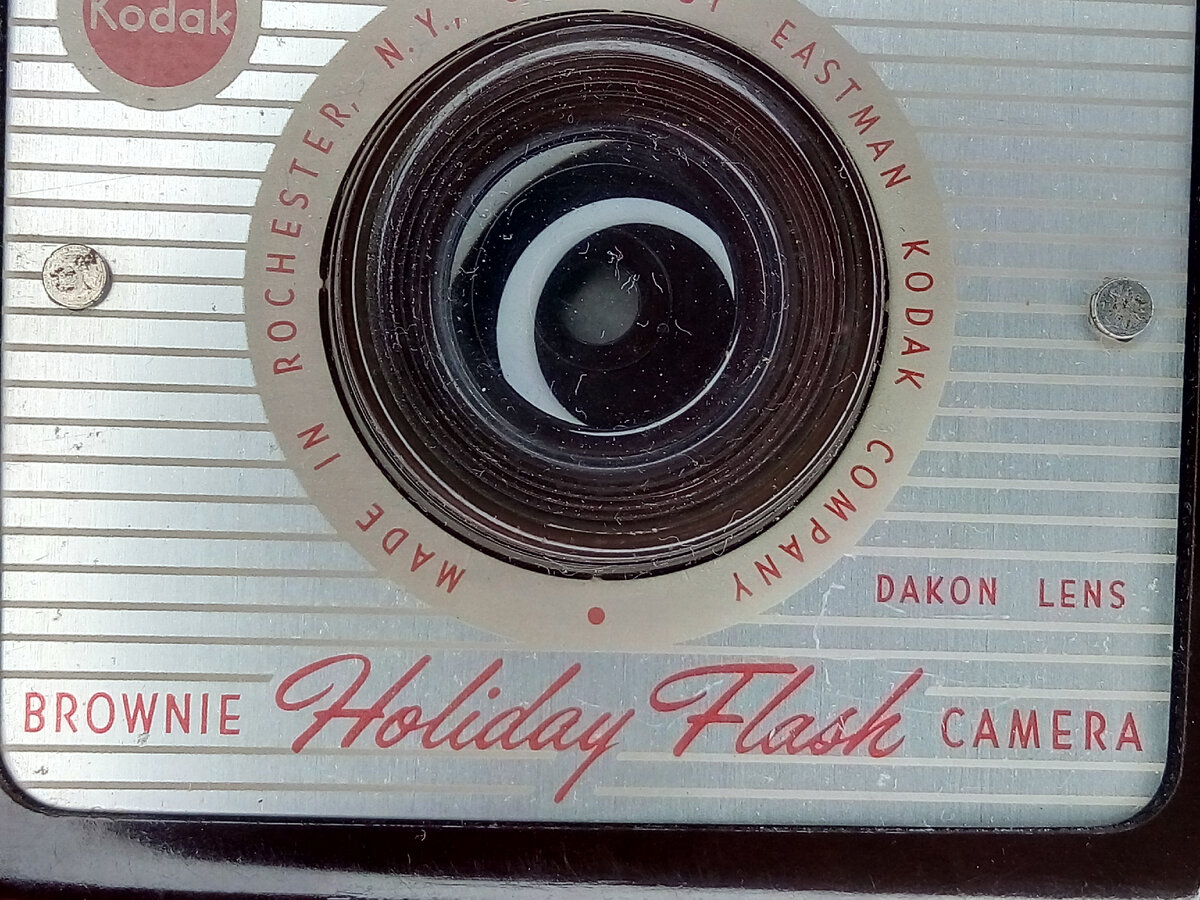 Kodak
MADE IN ROCHESTER, N.Y.,
EASTMAN KODAK COMPANY
DAKON LENS
BROWNIE Holiday Flash CAMERA